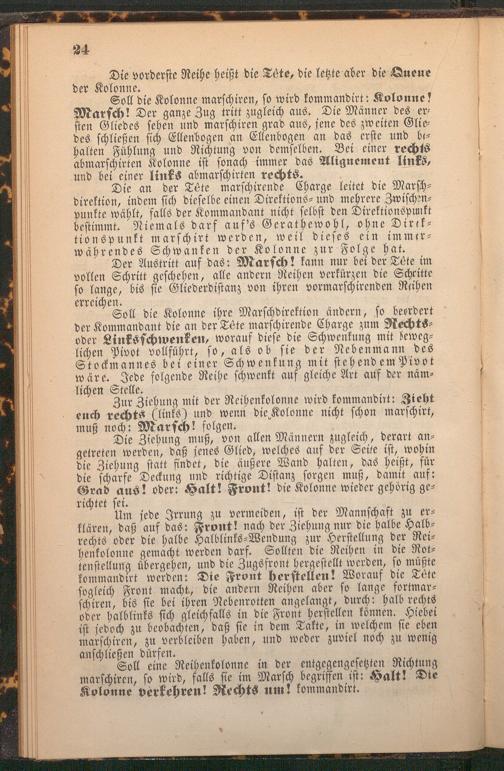 24
Die vorderste Reihe heißt die Tête, die letzte aber die Queue
der Kolonne.
Soll die Kolonne marschiren, so wird kommandirt: Kolonne!
Marsch! Der ganze Zug tritt zugleich aus. Die Männer des er-
sten Gliedes sehen und marschiren grad aus, jene des zweiten Glie-
des schließen sich Ellenbogen an Ellenbogen an das erste und be-
halten Fühlung und Richtung von demselben. Bei einer rechts
abmarschirten Kolonne ist sonach immer das Alignement links,
und bei einer links abmarschirten rechts.
Die an der Tête marschirende Charge leitet die Marsch-
direktion, indem sich dieselbe einen Direktions- und mehrere Zwischen-
punkte wählt, falls der Kommandant nicht selbst den Direktionspunkt
bestimmt. Niemals darf auf's Gerathewohl, ohne Direk-
tionspunkt marschirt werden, weil dieses ein immer-
währendes Schwanken der Kolonne zur Folge hat.
Der Austritt auf das: Marsch! kann nur bei der Tête im
vollen Schritt geschehen, alle andern Reihen verkürzen die Schritte
so lange, bis sie Gliederdistanz von ihren vormarschirenden Reihen
erreichen.
Soll die Kolonne ihre Marschdirektion ändern, so beordert
der Kommandant die an der Tête marschirende Charge zum Rechts-
oder Linksschwenken, worauf diese die Schwenkung mit beweg-
lichen Pivot vollführt, so, als ob sie der Nebenmann des
Stockmannes bei einer Schwenkung mit stehendem Pivot
wäre. Jede folgende Reihe schwenkt auf gleiche Art auf der näm-
lichen Stelle.
Zur Ziehung mit der Reihenkolonne wird kommandirt: Zieht
euch rechts (links) und wenn die Kolonne nicht schon marschirt,
muß noch: Marsch! folgen.
Die Ziehung muß, von allen Männern zugleich, derart an-
getreten werden, daß jenes Glied, welches auf der Seite ist, wohin
die Ziehung statt findet, die äußere Wand halten, das heißt, für
die scharfe Deckung und richtige Distanz sorgen muß, damit auf:
Grad aus! oder: Halt! Front! die Kolonne wieder gehörig ge-
richtet sei.
Um jede Irrung zu vermeiden, ist der Mannschaft zu er-
klären, daß auf das: Front! nach der Ziehung nur die halbe Halb-
rechts oder die halbe Halblinks-Wendung zur Herstellung der Rei-
henkolonne gemacht werden darf. Sollten die Reihen in die Rot-
tenstellung übergehen, und die Zugsfront hergestellt werden, so müßte
kommandirt werden: Die Front herstellen! Worauf die Tête
sogleich Front macht, die andern Reihen aber so lange fortmar-
schiren, bis sie bei ihren Nebenrotten angelangt, durch: halb rechts
oder halblinks sich gleichfalls in die Front herstellen können. Hiebei
ist jedoch zu beobachten, daß sie in dem Takte, in welchem sie eben
marschiren, zu verbleiben haben, und weder zuviel noch zu wenig
anschließen dürfen.
Soll eine Reihenkolonne in der entgegengesetzten Richtung
marschiren, so wird, falls sie im Marsch begriffen ist: Halt! Die
Kolonne verkehren! Rechts um! kommandirt.